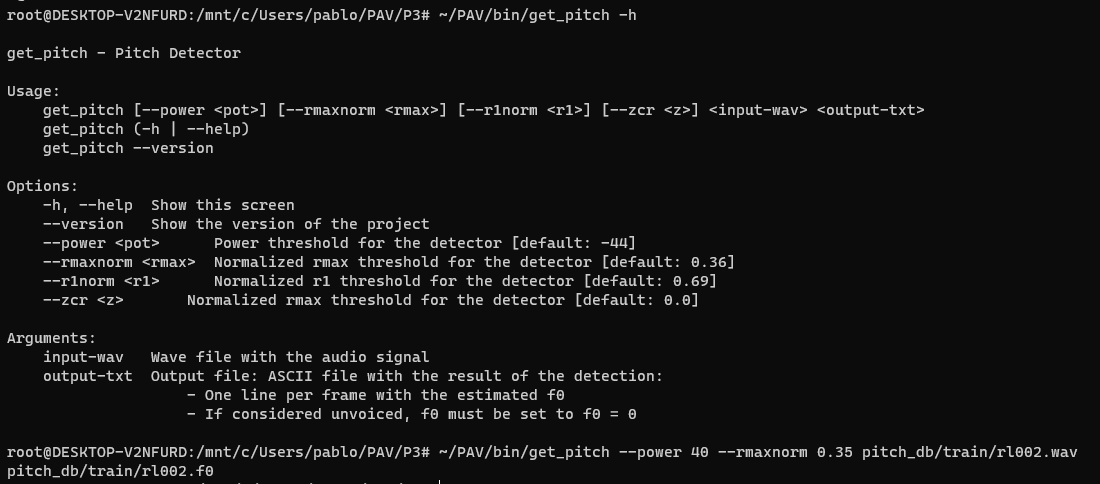 root@DESKTOP-V2NFURD:/mnt/c/Users/pablo/PAV/P3# ~/PAV/bin/get_pitch -h
get_pitch - Pitch Detector
Usage:
    get_pitch [--power <pot>] [--rmaxnorm <rmax>] [--r1norm <r1>] [--zcr <z>] <input-wav> <output-txt>
    get_pitch (-h | --help)
    get_pitch --version
Options:
    -h, --help  Show this screen
    --version   Show the version of the project
    --power <pot>      Power threshold for the detector [default: -44]
    --rmaxnorm <rmax>  Normalized rmax threshold for the detector [default: 0.36]
    --r1norm <r1>      Normalized r1 threshold for the detector [default: 0.69]
    --zcr <z>       Normalized rmax threshold for the detector [default: 0.0]
Arguments:
    input-wav   Wave file with the audio signal
    output-txt  Output file: ASCII file with the result of the detection:
                    - One line per frame with the estimated f0
                    - If considered unvoiced, f0 must be set to f0 = 0
root@DESKTOP-V2NFURD:/mnt/c/Users/pablo/PAV/P3# ~/PAV/bin/get_pitch --power 40 --rmaxnorm 0.35 pitch_db/train/rl002.wav
pitch_db/train/rl002.f0